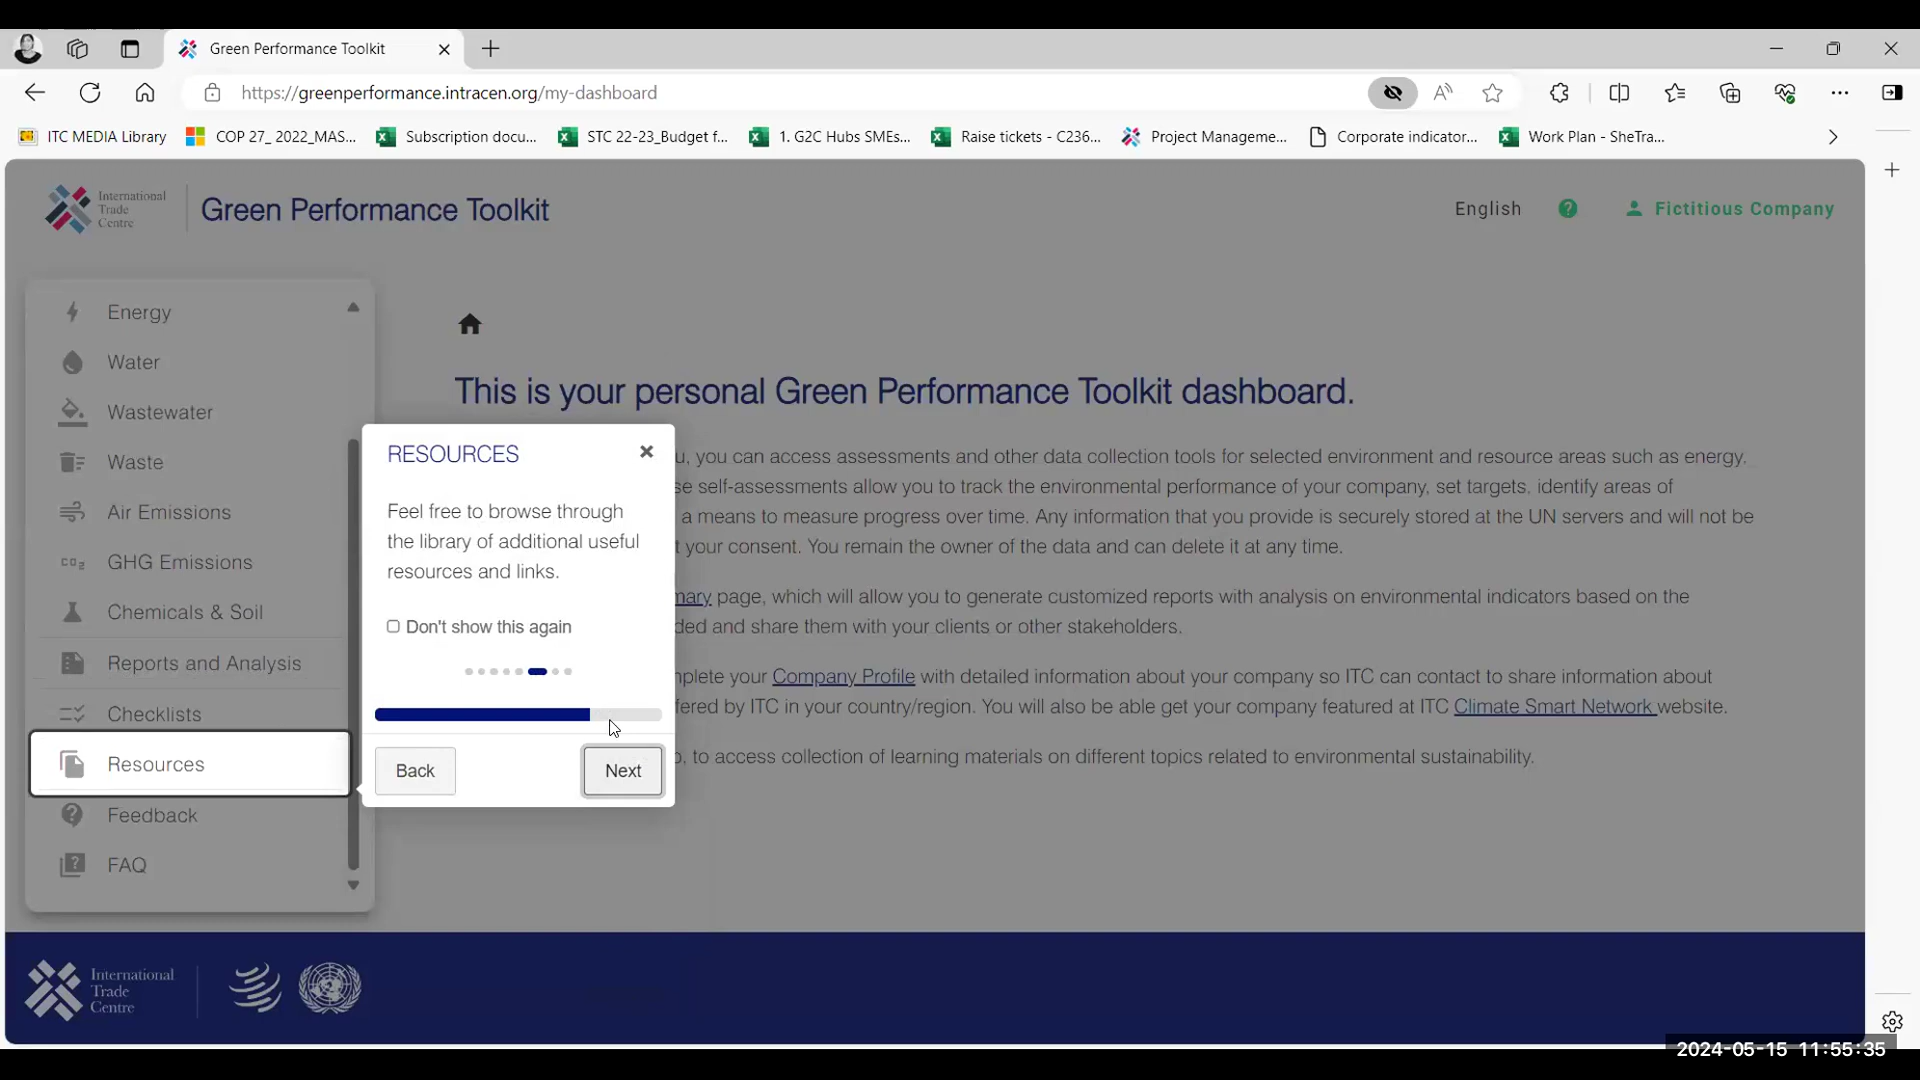 Green Performance Toolkit
https://greenperformance.intracen.org/my-dashboard
ITC MEDIA Library
COP 27_ 2022_MAS...
Subscription docu...
STC 22-23_Budget f...
1. G2C Hubs SMEs...
Raise tickets - C236...
Project Manageme...
Corporate indicator...
Work Plan - SheTra...
International
Trade
Centre
Green Performance Toolkit
English
Fictitious Company
Energy
Water
Wastewater
Waste
Air Emissions
GHG Emissions
Chemicals & Soil
Reports and Analysis
Checklists
Resources
Feedback
FAQ
This is your personal Green Performance Toolkit dashboard.
, you can access assessments and other data collection tools for selected environment and resource areas such as energy.
se self-assessments allow you to track the environmental performance of your company, set targets, identify areas of
a means to measure progress over time. Any information that you provide is securely stored at the UN servers and will not be
t your consent. You remain the owner of the data and can delete it at any time.
mary page, which will allow you to generate customized reports with analysis on environmental indicators based on the
ded and share them with your clients or other stakeholders.
plete your Company Profile with detailed information about your company so ITC can contact to share information about
fered by ITC in your country/region. You will also be able get your company featured at ITC Climate Smart Network website.
, to access collection of learning materials on different topics related to environmental sustainability.
RESOURCES
Feel free to browse through
the library of additional useful
resources and links.
Don't show this again
Back
Next
International
Trade
Centre
2024-05-15 11:55:35